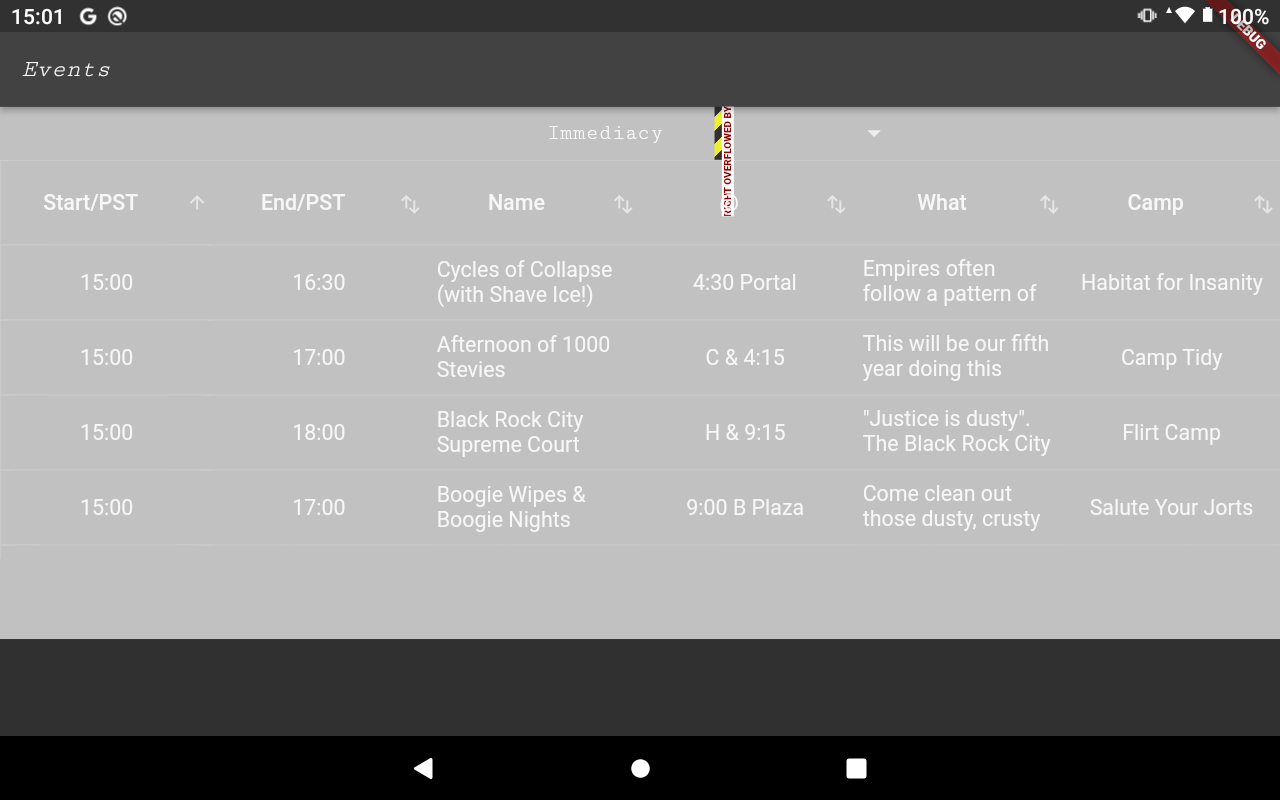 15:01
100%
DEBUG
Events
Immediacy
RIGHT OVERFLOWED BY
Start/PST End/PST Name @ What Camp
15:00 16:30 Cycles of Collapse (with Shave Ice!) 4:30 Portal Empires often follow a pattern of Habitat for Insanity
15:00 17:00 Afternoon of 1000 Stevies C & 4:15 This will be our fifth year doing this Camp Tidy
15:00 18:00 Black Rock City Supreme Court H & 9:15 "Justice is dusty". The Black Rock City Flirt Camp
15:00 17:00 Boogie Wipes & Boogie Nights 9:00 B Plaza Come clean out those dusty, crusty Salute Your Jorts